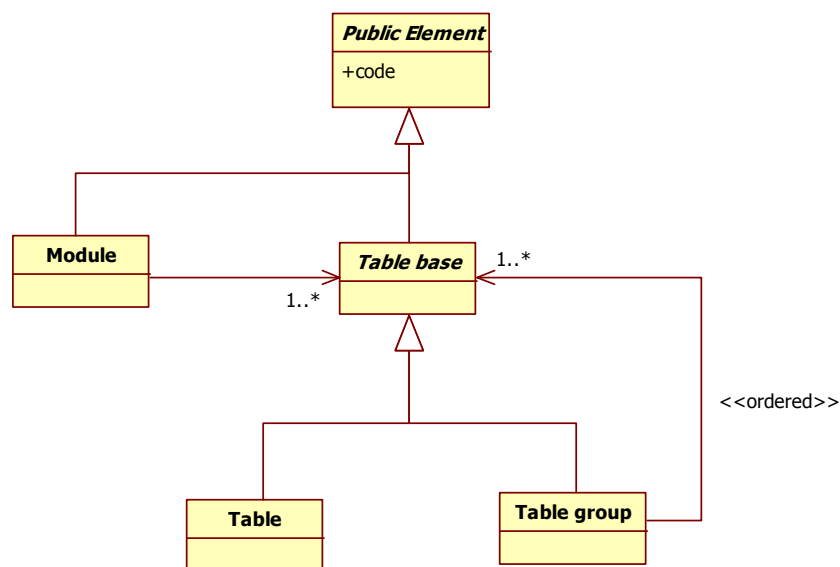 Public Element
+code
Module
Table base
1..*
1..*
<<ordered>>
Table
Table group